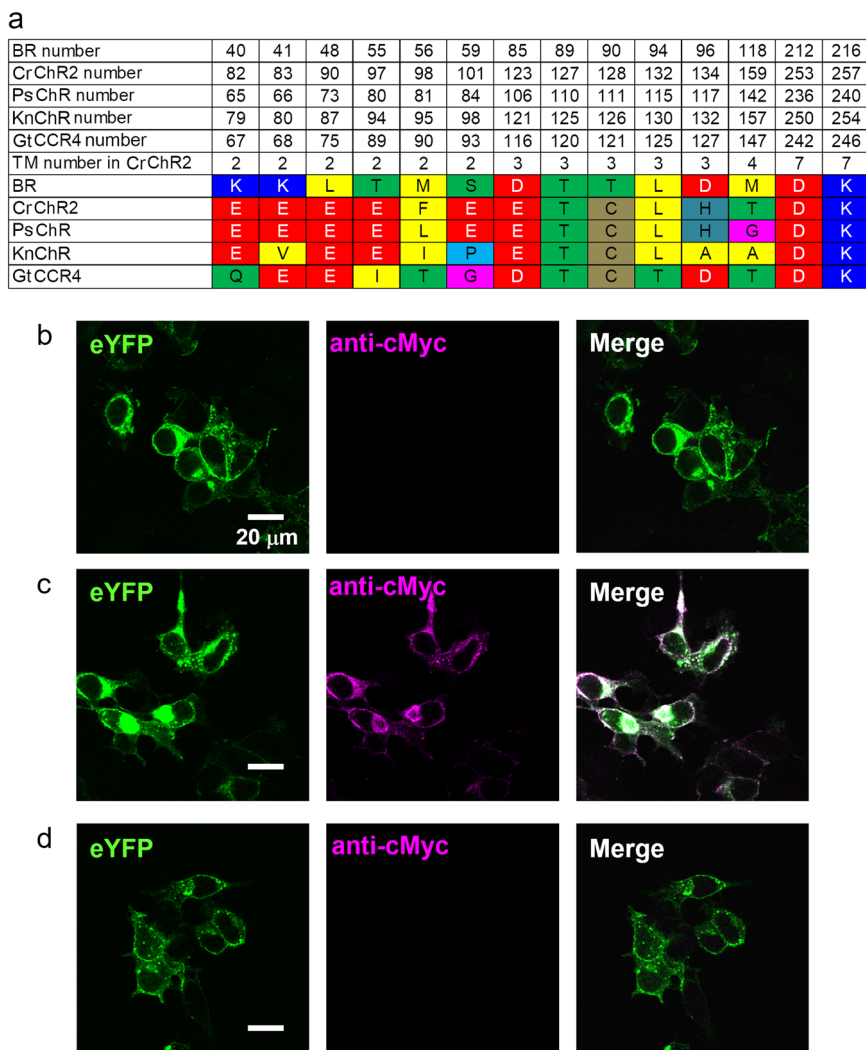 a
BR number 40 41 48 55 56 59 85 89 90 94 96 118 212 216
CrChR2 number 82 83 90 97 98 101 123 127 128 132 134 159 253 257
PsChR number 65 66 73 80 81 84 106 110 111 115 117 142 236 240
KnChR number 79 80 87 94 95 98 121 125 126 130 132 157 250 254
GtCCR4 number 67 68 75 89 90 93 116 120 121 125 127 147 242 246
TM number in CrChR2 2 2 2 2 2 2 3 3 3 3 3 4 7 7
BR K K L T M S D T T L D M D K
CrChR2 E E E E F E E T C L H T D K
PsChR E E E E L E E T C L H G D K
KnChR E V E E I P E T C L A A D K
GtCCR4 Q E E I T G D T C T D T D K
b
eYFP anti-cMyc Merge
20 μm
c
eYFP anti-cMyc Merge
d
eYFP anti-cMyc Merge